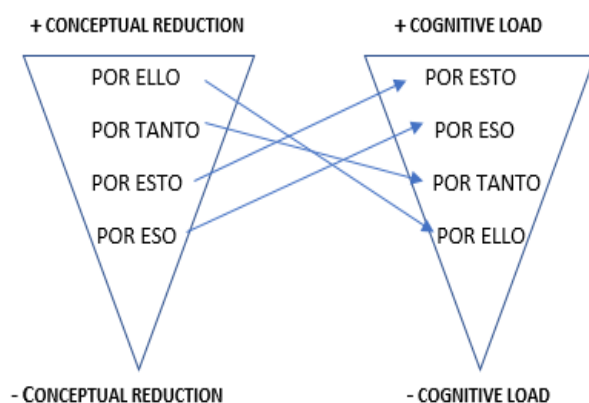 + CONCEPTUAL REDUCTION
POR ELLO
POR TANTO
POR ESTO
POR ESO
- CONCEPTUAL REDUCTION
+ COGNITIVE LOAD
POR ESTO
POR ESO
POR TANTO
POR ELLO
- COGNITIVE LOAD